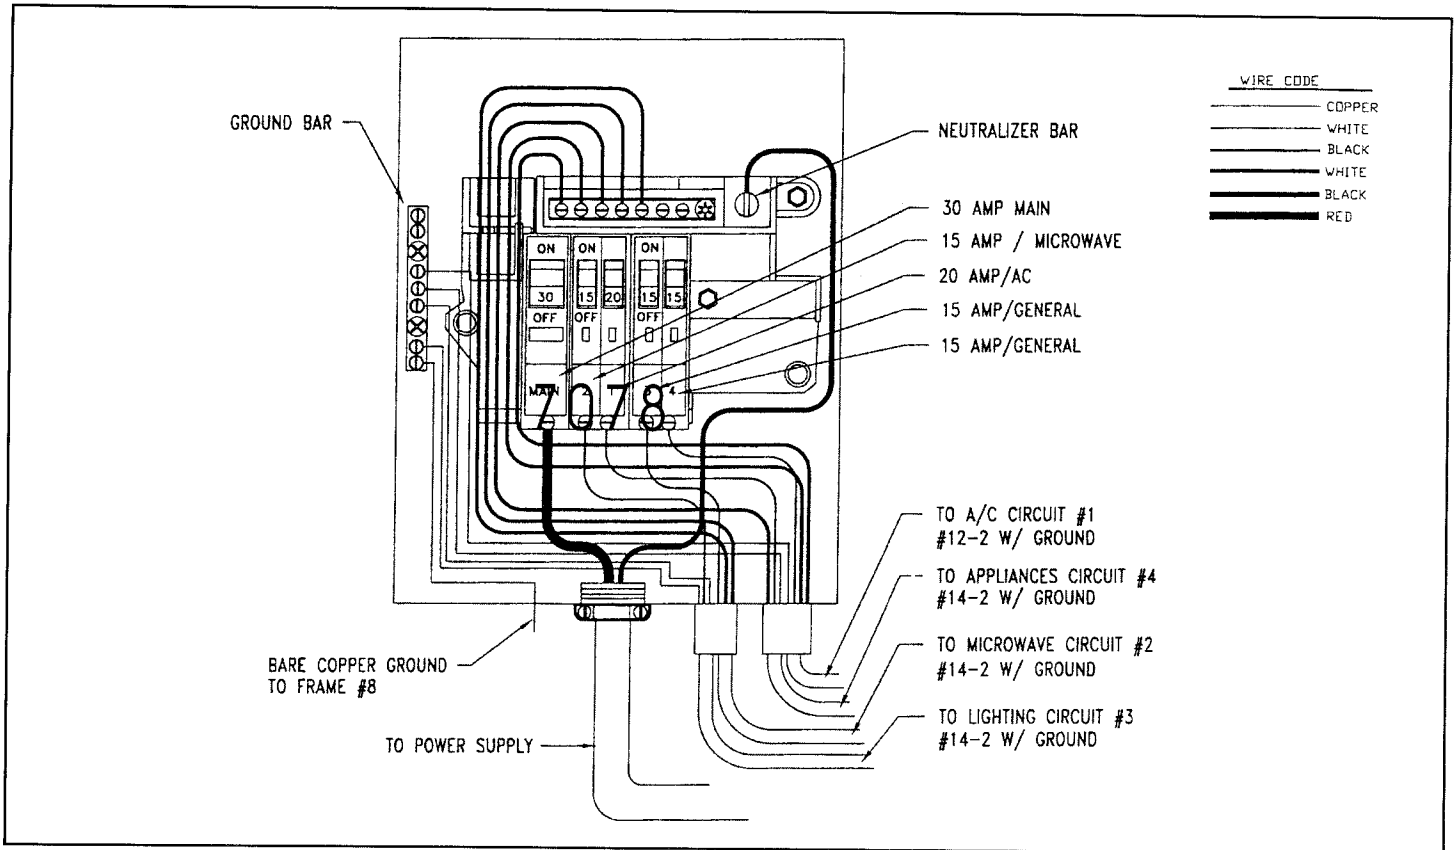 WIRE CODE
COPPER
WHITE
BLACK
WHITE
BLACK
RED
GROUND BAR
NEUTRALIZER BAR
30 AMP MAIN
15 AMP / MICROWAVE
20 AMP/AC
15 AMP/GENERAL
15 AMP/GENERAL
ON ON ON
30 15 20 15 15
OFF OFF OFF
MAIN 2 1 3 4
TO A/C CIRCUIT #1
#12-2 W/ GROUND
TO APPLIANCES CIRCUIT #4
#14-2 W/ GROUND
TO MICROWAVE CIRCUIT #2
#14-2 W/ GROUND
TO LIGHTING CIRCUIT #3
#14-2 W/ GROUND
BARE COPPER GROUND
TO FRAME #8
TO POWER SUPPLY